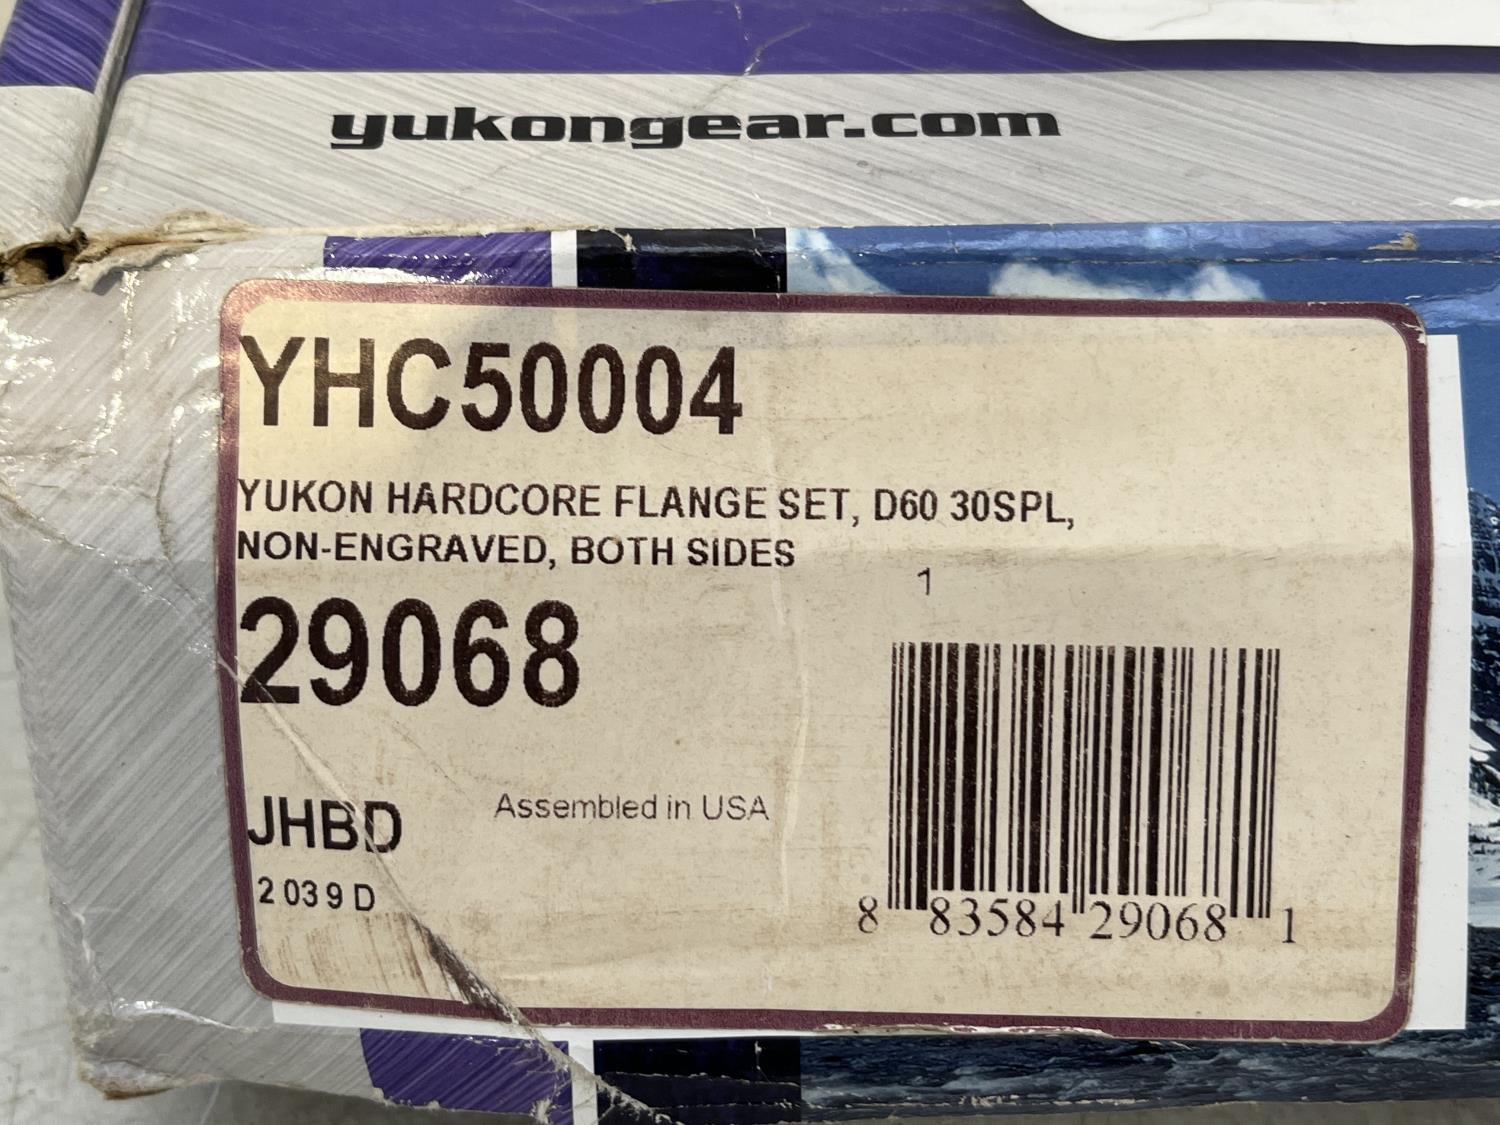 yukongear.com
YHC50004
YUKON HARDCORE FLANGE SET, D60 30SPL,
NON-ENGRAVED, BOTH SIDES
1
29068
JHBD
Assembled in USA
2039D
8 83584 29068 1